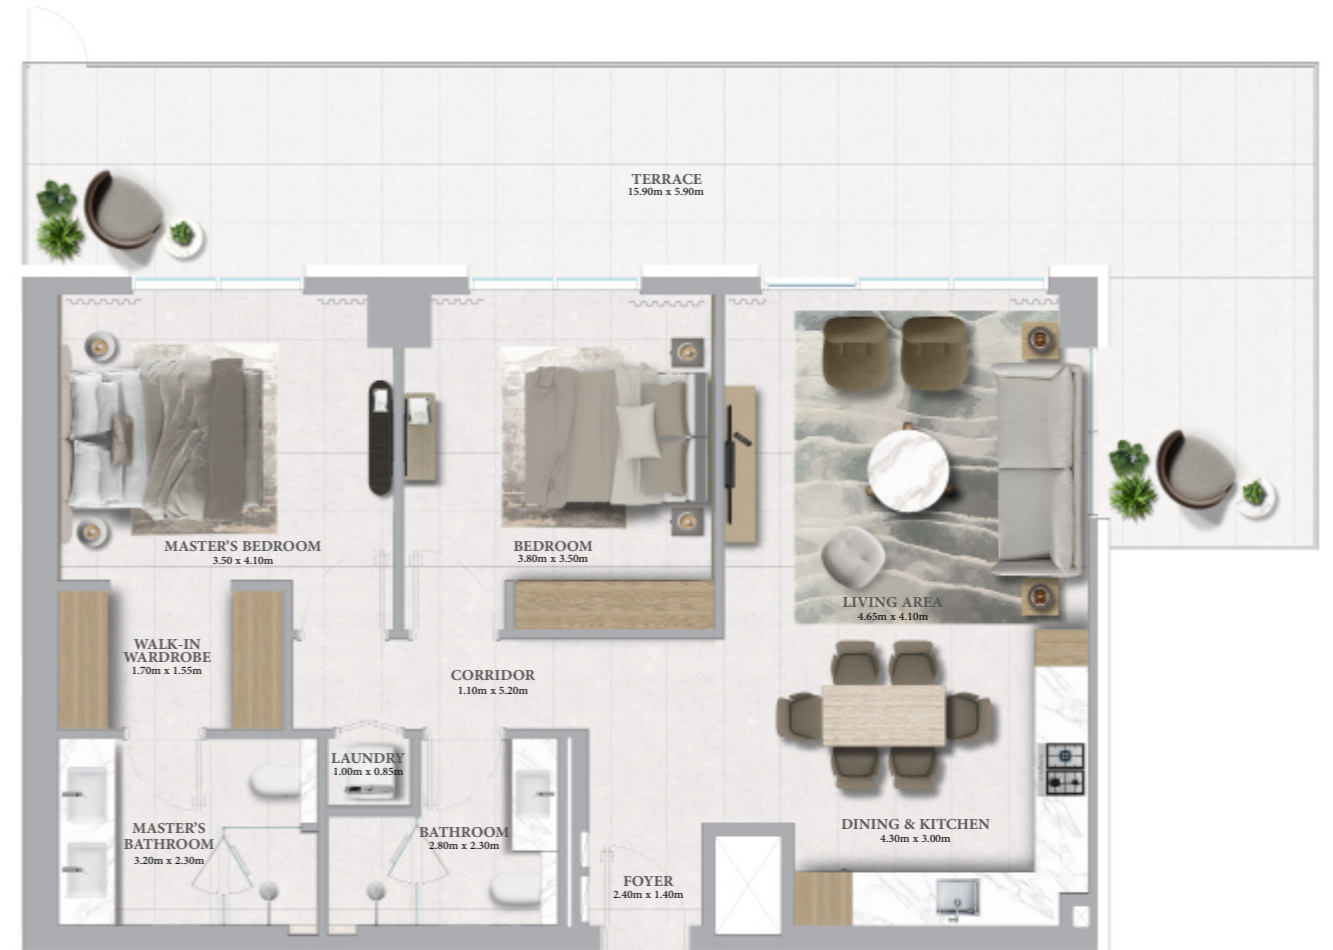 TERRACE
15.90m x 5.90m
MASTER'S BEDROOM
3.50 x 4.10m
BEDROOM
3.80m x 3.50m
LIVING AREA
4.65m x 4.10m
WALK-IN
WARDROBE
1.70m x 1.55m
CORRIDOR
1.10m x 5.20m
LAUNDRY
1.00m x 0.85m
MASTER'S
BATHROOM
3.20m x 2.30m
BATHROOM
2.80m x 2.30m
DINING & KITCHEN
4.30m x 3.00m
FOYER
2.40m x 1.40m